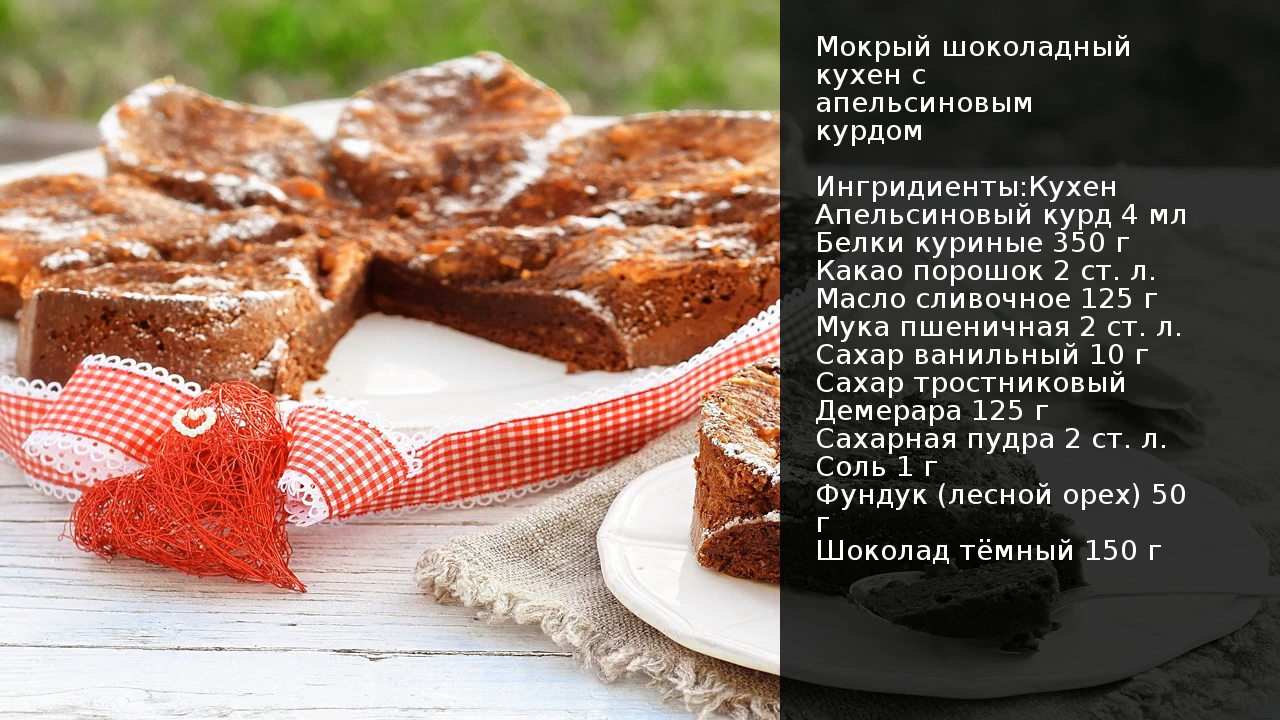 Мокрый шоколадный
кухен с
апельсиновым
курдом
Ингридиенты:Кухен
Апельсиновый курд 4 мл
Белки куриные 350 г
Какао порошок 2 ст. л.
Масло сливочное 125 г
Мука пшеничная 2 ст. л.
Сахар ванильный 10 г
Сахар тростниковый
Демерара 125 г
Сахарная пудра 2 ст. л.
Соль 1 г
Фундук (лесной орех) 50
г
Шоколад тёмный 150 г